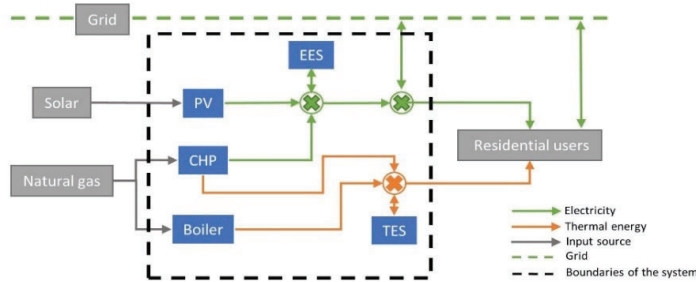 Grid
EES
Solar
PV
CHP
Residential users
Natural gas
Boiler
TES
Electricity
Thermal energy
Input source
Grid
Boundaries of the system